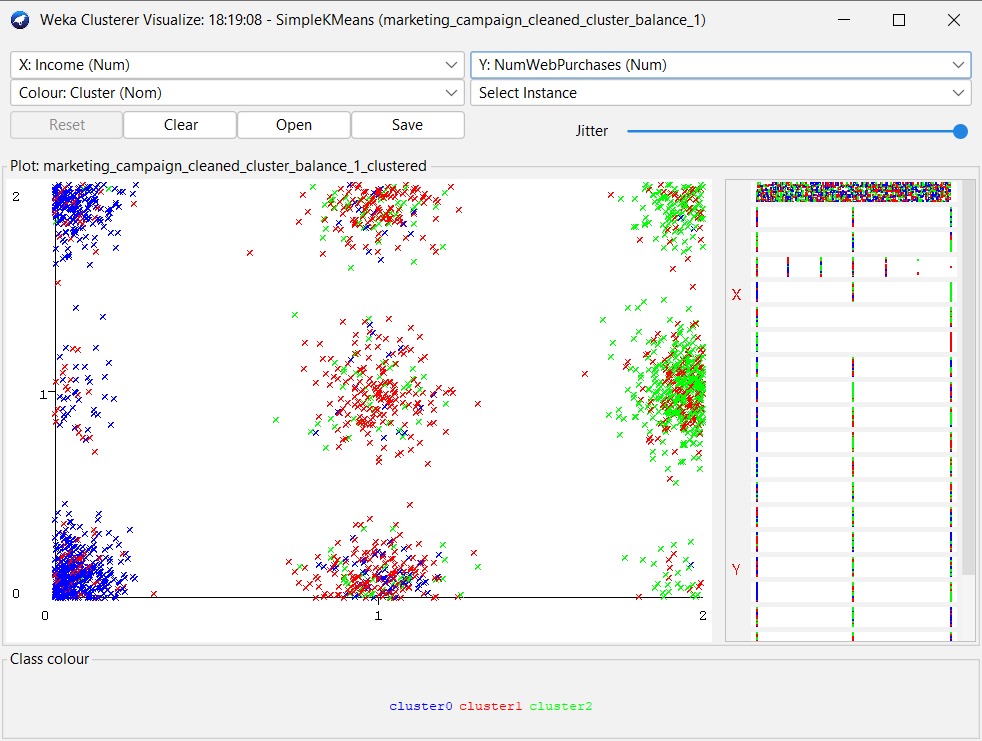 Weka Clusterer Visualize: 18:19:08 - SimpleKMeans (marketing_campaign_cleaned_cluster_balance_1)
X: Income (Num) Y: NumWebPurchases (Num)
Colour: Cluster (Nom) Select Instance
Reset Clear Open Save Jitter
Plot: marketing_campaign_cleaned_cluster_balance_1_clustered
2
X
1
Y
0
0 1 2
Class colour
cluster0 cluster1 cluster2